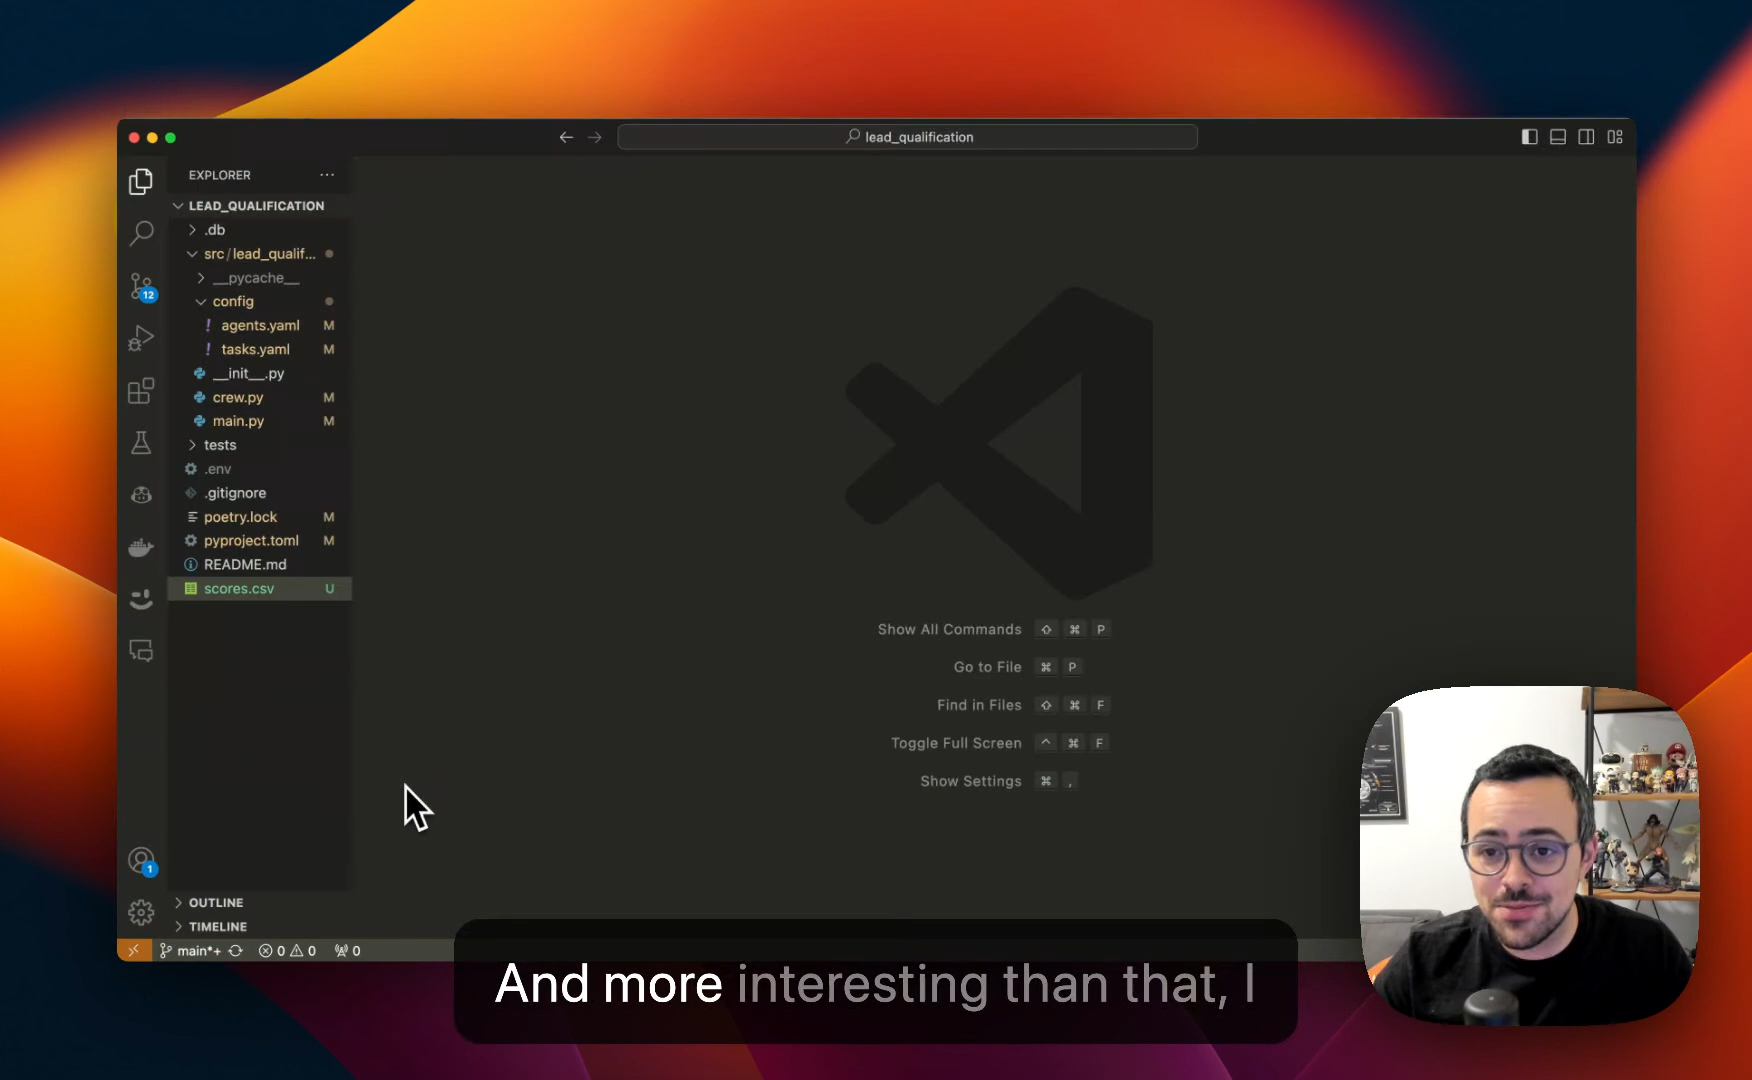 lead_qualification
EXPLORER
LEAD_QUALIFICATION
.db
src/lead_qualif...
__pycache__
config
! agents.yaml M
! tasks.yaml M
__init__.py
crew.py M
main.py M
tests
.env
.gitignore
poetry.lock M
pyproject.toml M
README.md
scores.csv U
12
Show All Commands ⇧ ⌘ P
Go to File ⌘ P
Find in Files ⇧ ⌘ F
Toggle Full Screen ^ ⌘ F
Show Settings ⌘ ,
1
OUTLINE
TIMELINE
main*+ 0 0 0
And more interesting than that, I